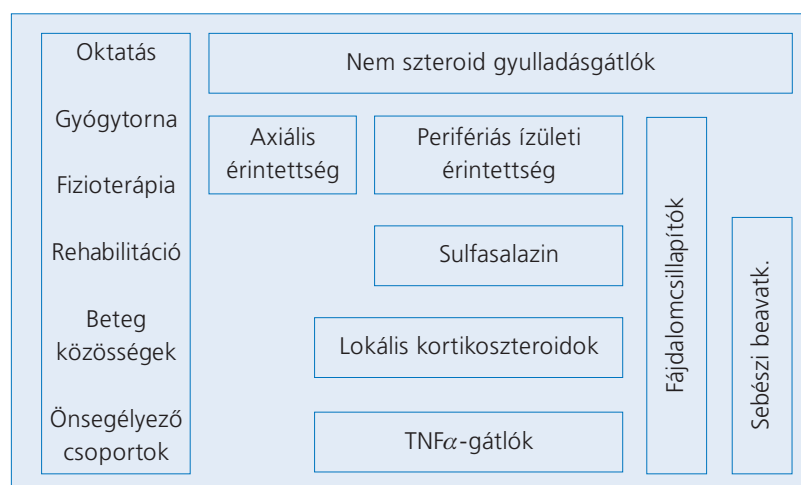 Oktatás
Gyógytorna
Fizioterápia
Rehabilitáció
Beteg
közösségek
Önsegélyező
csoportok
Nem szteroid gyulladásgátlók
Axiális
érintettség
Perifériás ízületi
érintettség
Sulfasalazin
Lokális kortikoszteroidok
TNFα-gátlók
Fájdalomcsillapítók
Sebészi beavatk.